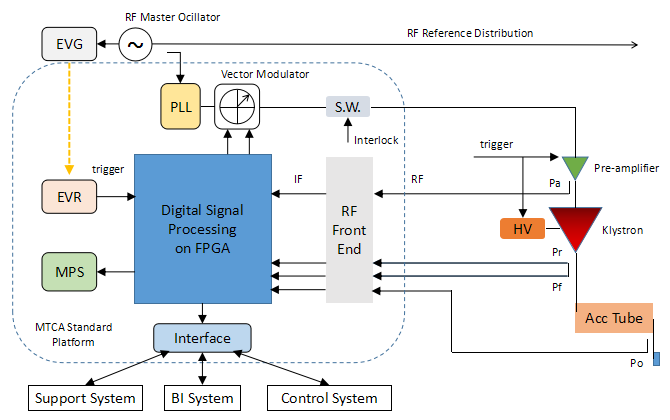 RF Master Ocillator
EVG
RF Reference Distribution
Vector Modulator
PLL
S.W.
Interlock
trigger
Pre-amplifier
trigger
IF
RF
Pa
EVR
Digital Signal
Processing
on FPGA
RF
Front
End
HV
Klystron
MPS
Pr
Pf
Acc Tube
MTCA Standard
Platform
Interface
Po
Support System
BI System
Control System